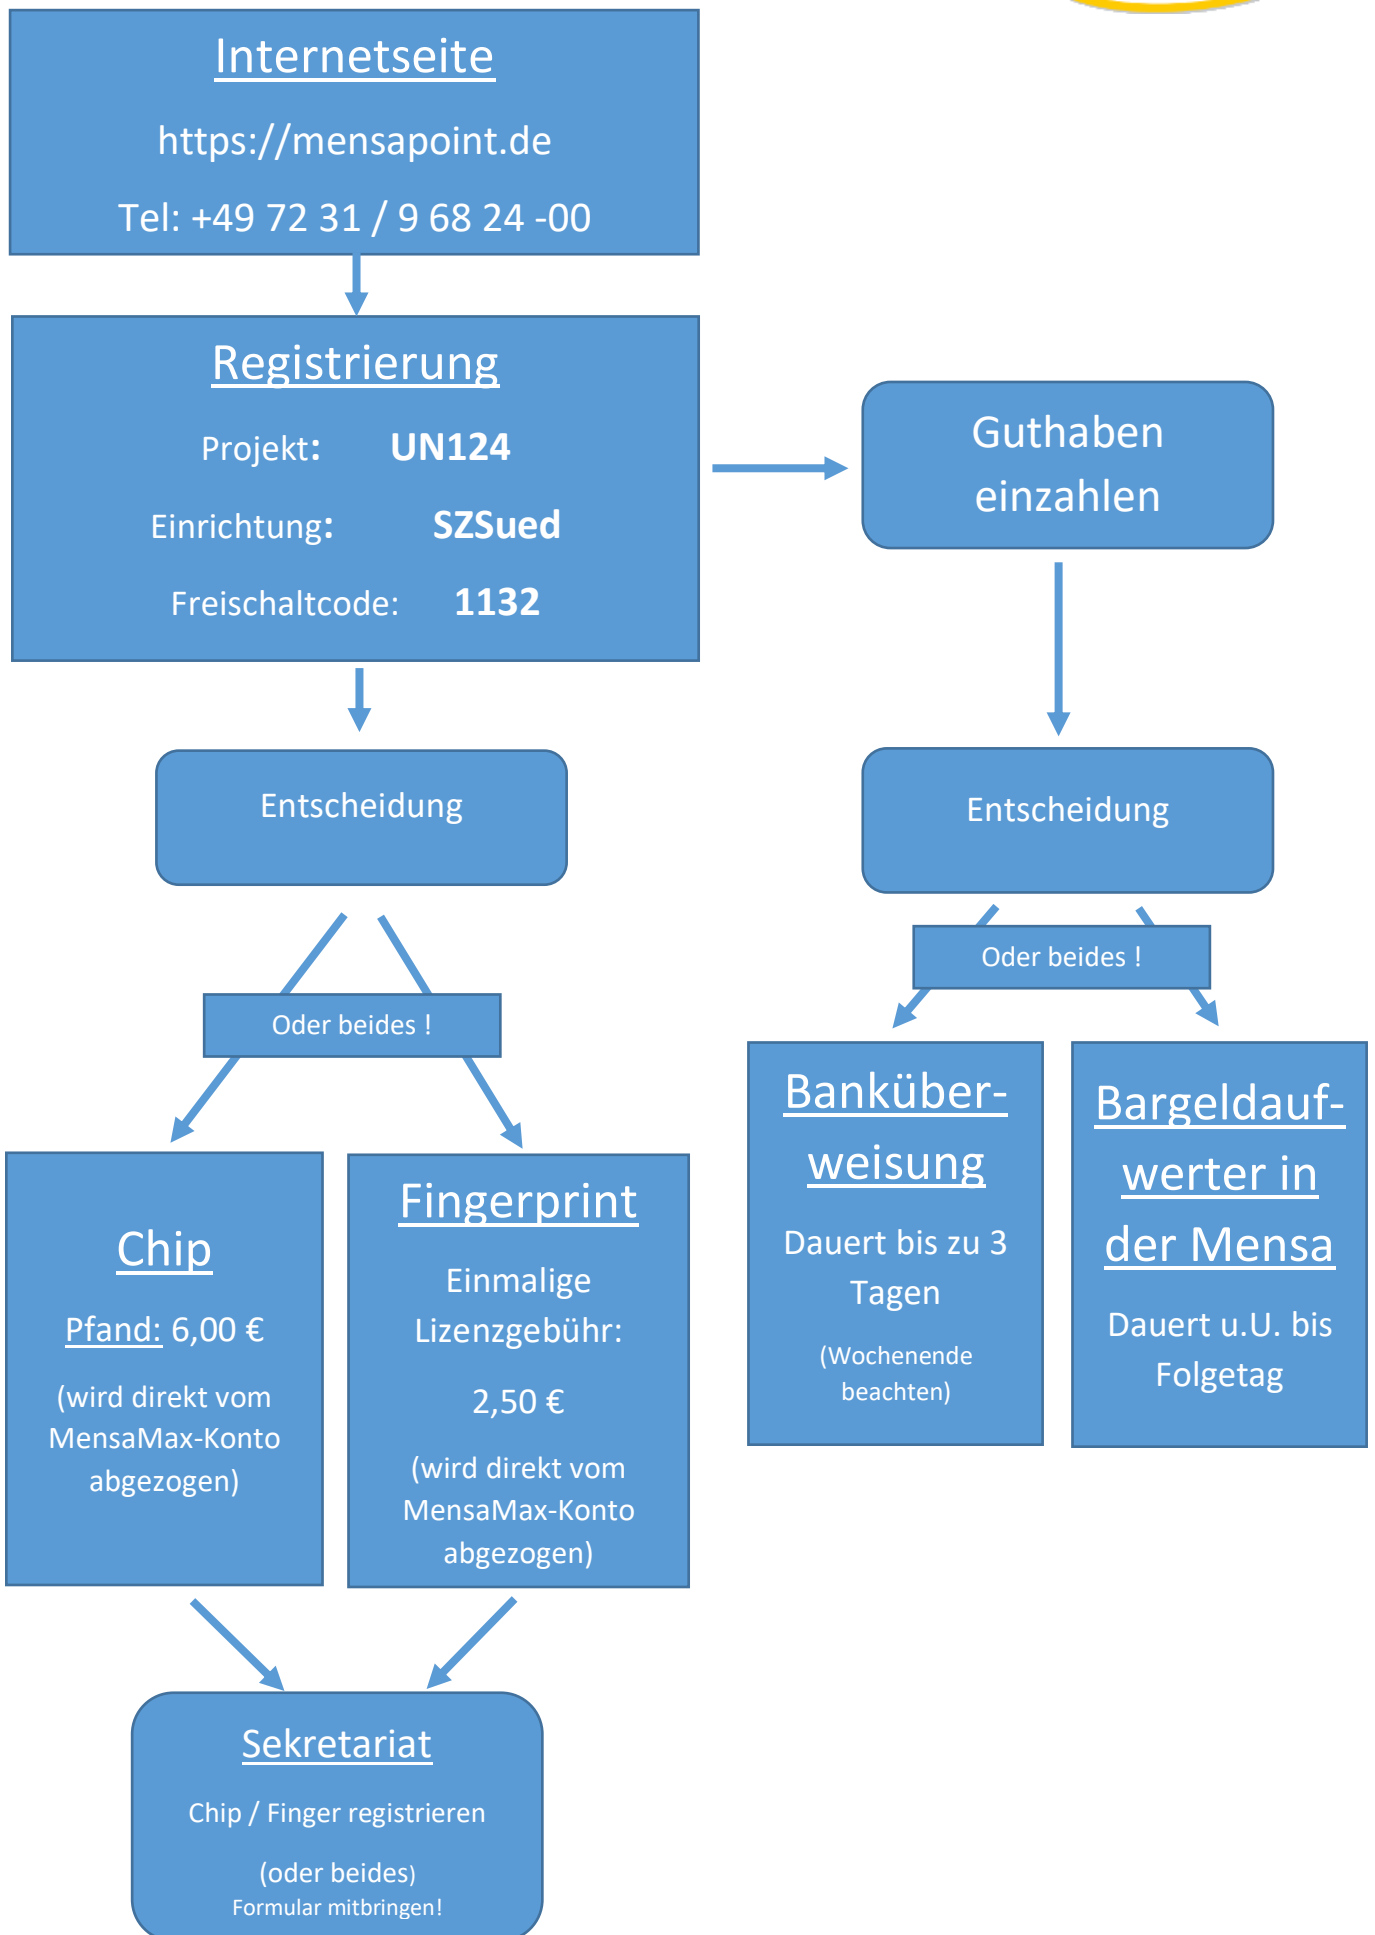 Internetseite
https://mensapoint.de
Tel: +49 72 31 / 9 68 24 -00
Registrierung
Projekt: UN124
Einrichtung: SZSued
Freischaltcode: 1132
Guthaben
einzahlen
Entscheidung
Entscheidung
Oder beides !
Oder beides !
Chip
Pfand: 6,00 €
(wird direkt vom
MensaMax-Konto
abgezogen)
Fingerprint
Einmalige
Lizenzgebühr:
2,50 €
(wird direkt vom
MensaMax-Konto
abgezogen)
Banküber-
weisung
Dauert bis zu 3
Tagen
(Wochenende
beachten)
Bargeldauf-
werter in
der Mensa
Dauert u.U. bis
Folgetag
Sekretariat
Chip / Finger registrieren
(oder beides)
Formular mitbringen!